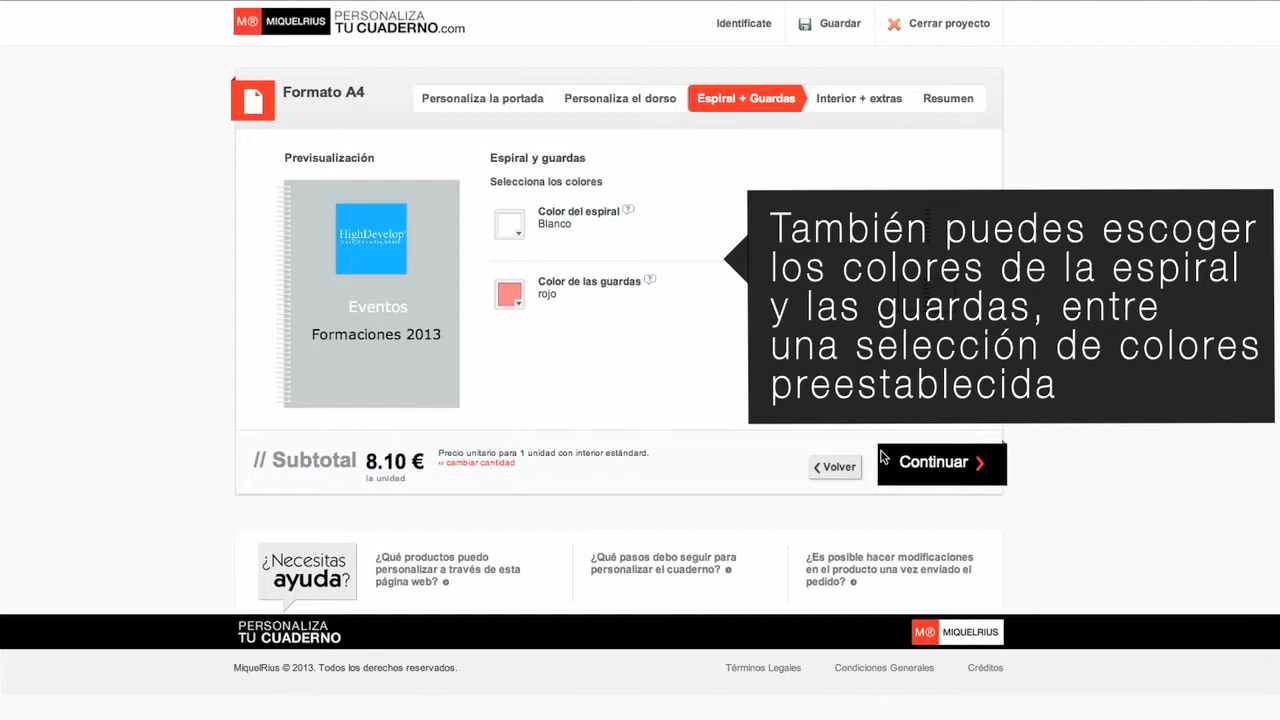 M® MIQUELRIUS PERSONALIZA
TU CUADERNO.com
Identifícate
Guardar
Cerrar proyecto
Formato A4
Personaliza la portada
Personaliza el dorso
Espiral + Guardas
Interior + extras
Resumen
Previsualización
HighDevelop
Eventos
Formaciones 2013
Espiral y guardas
Selecciona los colores
Color del espiral ?
Blanco
Color de las guardas ?
rojo
También puedes escoger
los colores de la espiral
y las guardas, entre
una selección de colores
preestablecida
// Subtotal 8.10 €
la unidad
Precio unitario para 1 unidad con interior estándard.
‹‹ cambiar cantidad
Volver
Continuar
¿Necesitas
ayuda?
¿Qué productos puedo
personalizar a través de esta
página web?
¿Qué pasos debo seguir para
personalizar el cuaderno?
¿Es posible hacer modificaciones
en el producto una vez enviado el
pedido?
PERSONALIZA
TU CUADERNO
M® MIQUELRIUS
MiquelRius © 2013. Todos los derechos reservados.
Términos Legales
Condiciones Generales
Créditos